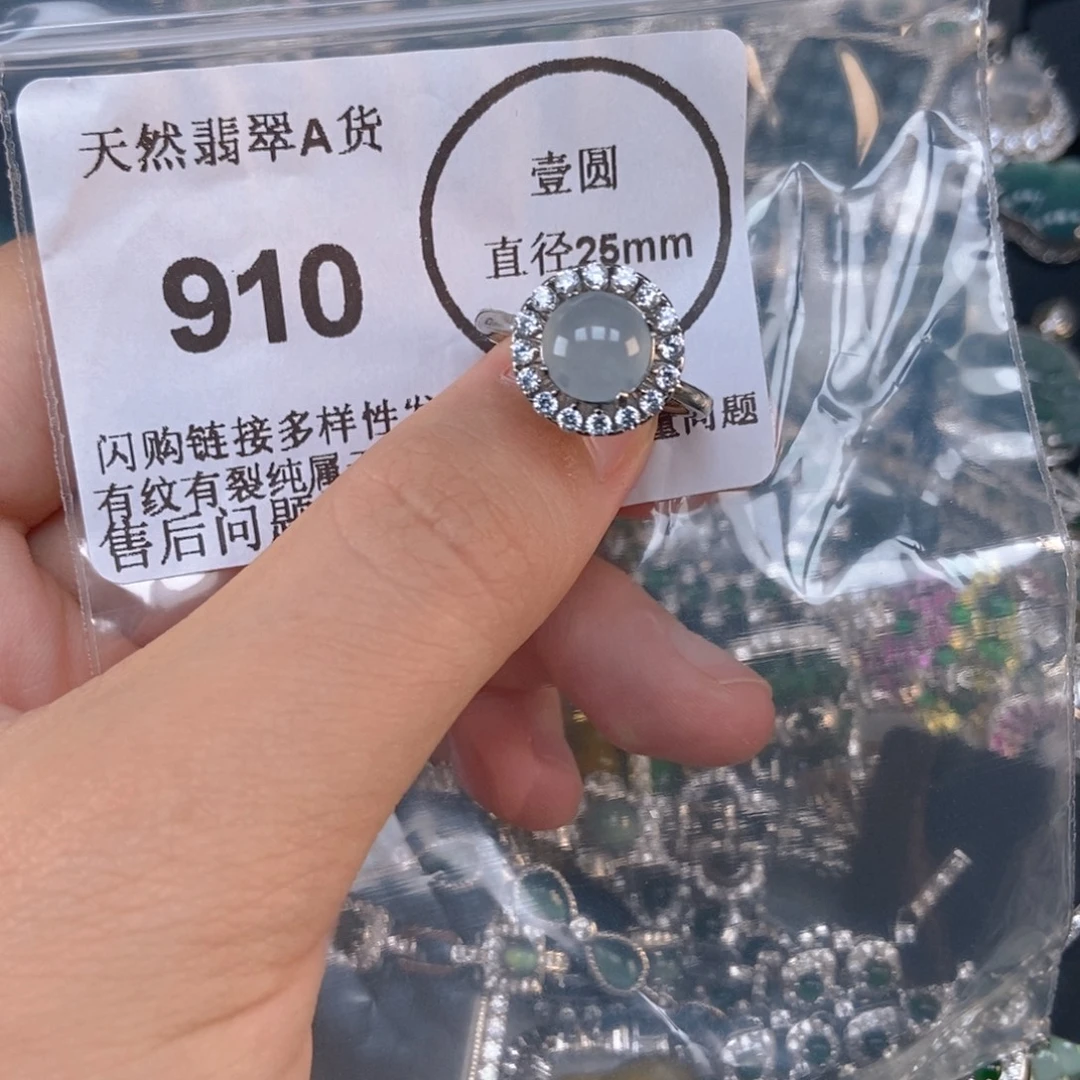 天然翡翠A货
壹圆
直径25mm
910
闪购链接多样性
问题
有纹有裂纯属
售后问题